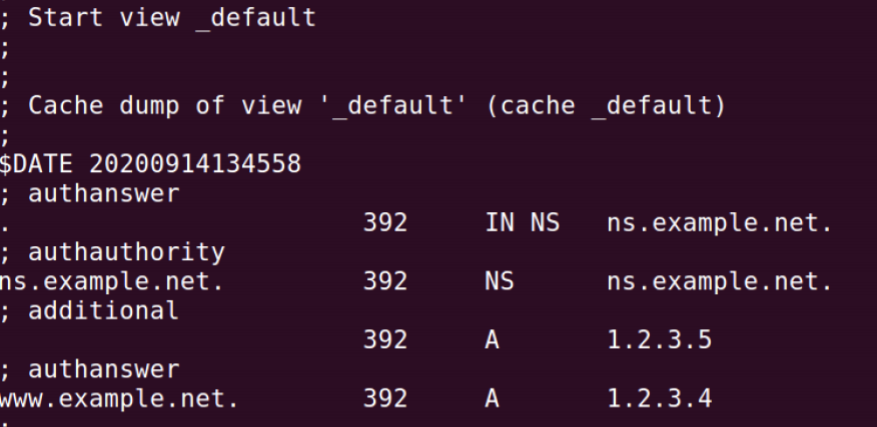 ; Start view _default
;
;
; Cache dump of view '_default' (cache _default)
;
$DATE 20200914134558
; authanswer
. 392 IN NS ns.example.net.
; authauthority
ns.example.net. 392 NS ns.example.net.
; additional
392 A 1.2.3.5
; authanswer
www.example.net. 392 A 1.2.3.4
;